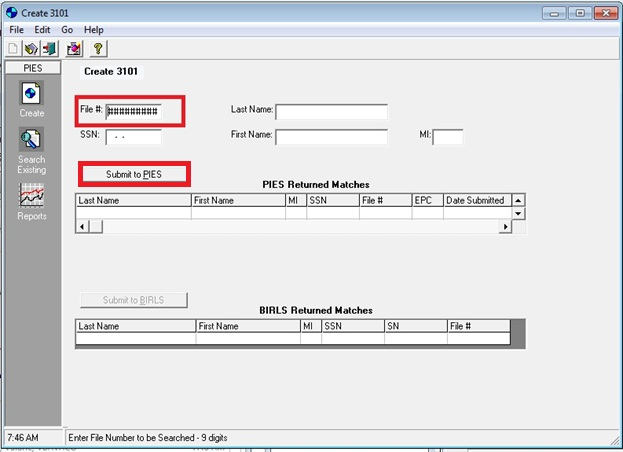 Create 3101
File Edit Go Help
PIES
Create 3101
Create
Search
Existing
Reports
File #: #########
Last Name:
SSN: . .
First Name:
MI:
Submit to PIES
PIES Returned Matches
Last Name First Name MI SSN File # EPC Date Submitted
Submit to BIRLS
BIRLS Returned Matches
Last Name First Name MI SSN SN File #
7:46 AM Enter File Number to be Searched - 9 digits